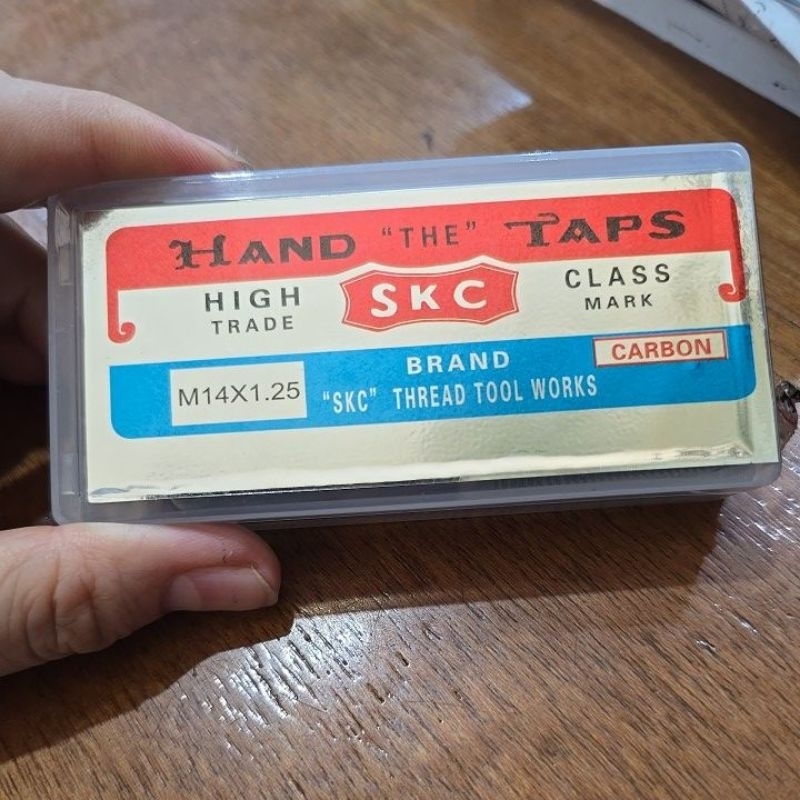 HAND "THE" TAPS
HIGH TRADE
SKC
CLASS MARK
BRAND
CARBON
M14X1.25
"SKC" THREAD TOOL WORKS